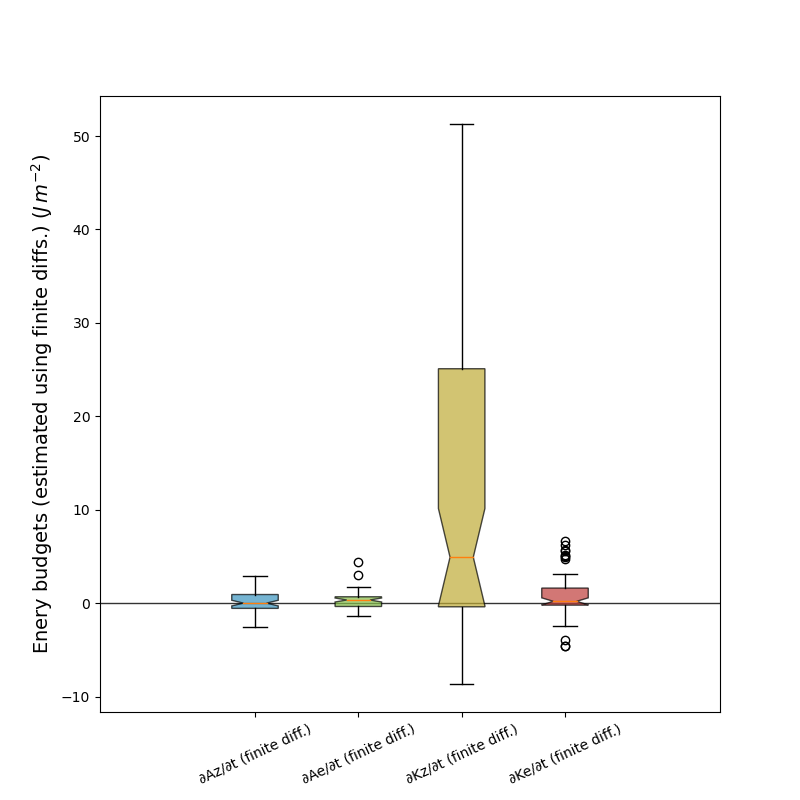 Enery budgets (estimated using finite diffs.) (J m⁻²)
50
40
30
20
10
0
−10
∂Az/∂t (finite diff.)
∂Ae/∂t (finite diff.)
∂Kz/∂t (finite diff.)
∂Ke/∂t (finite diff.)